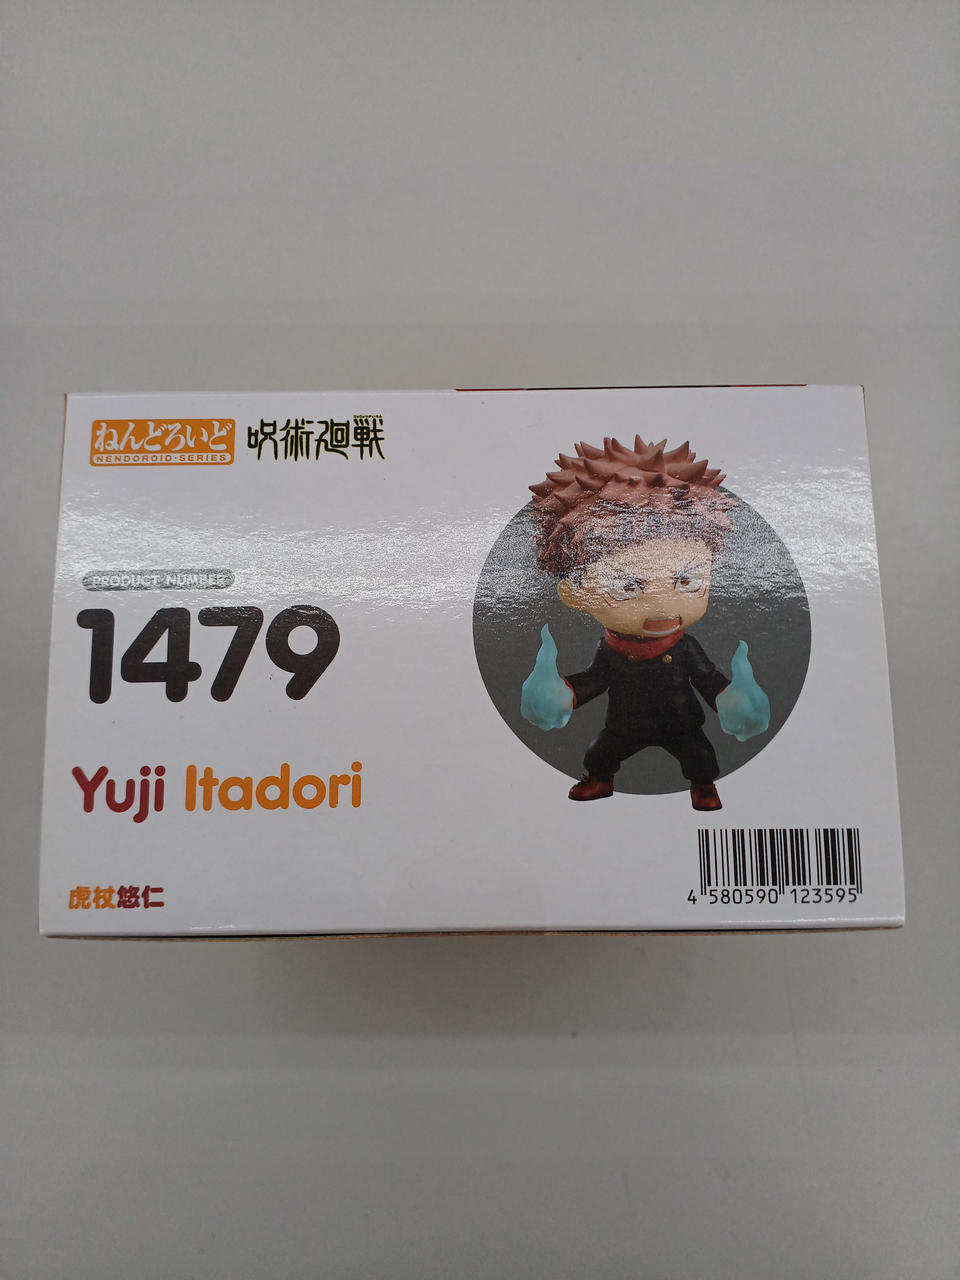 ねんどろいど
NENDOROID・SERIES
呪術廻戦
PRODUCT NUMBER
1479
Yuji Itadori
虎杖悠仁
4 580590 123595